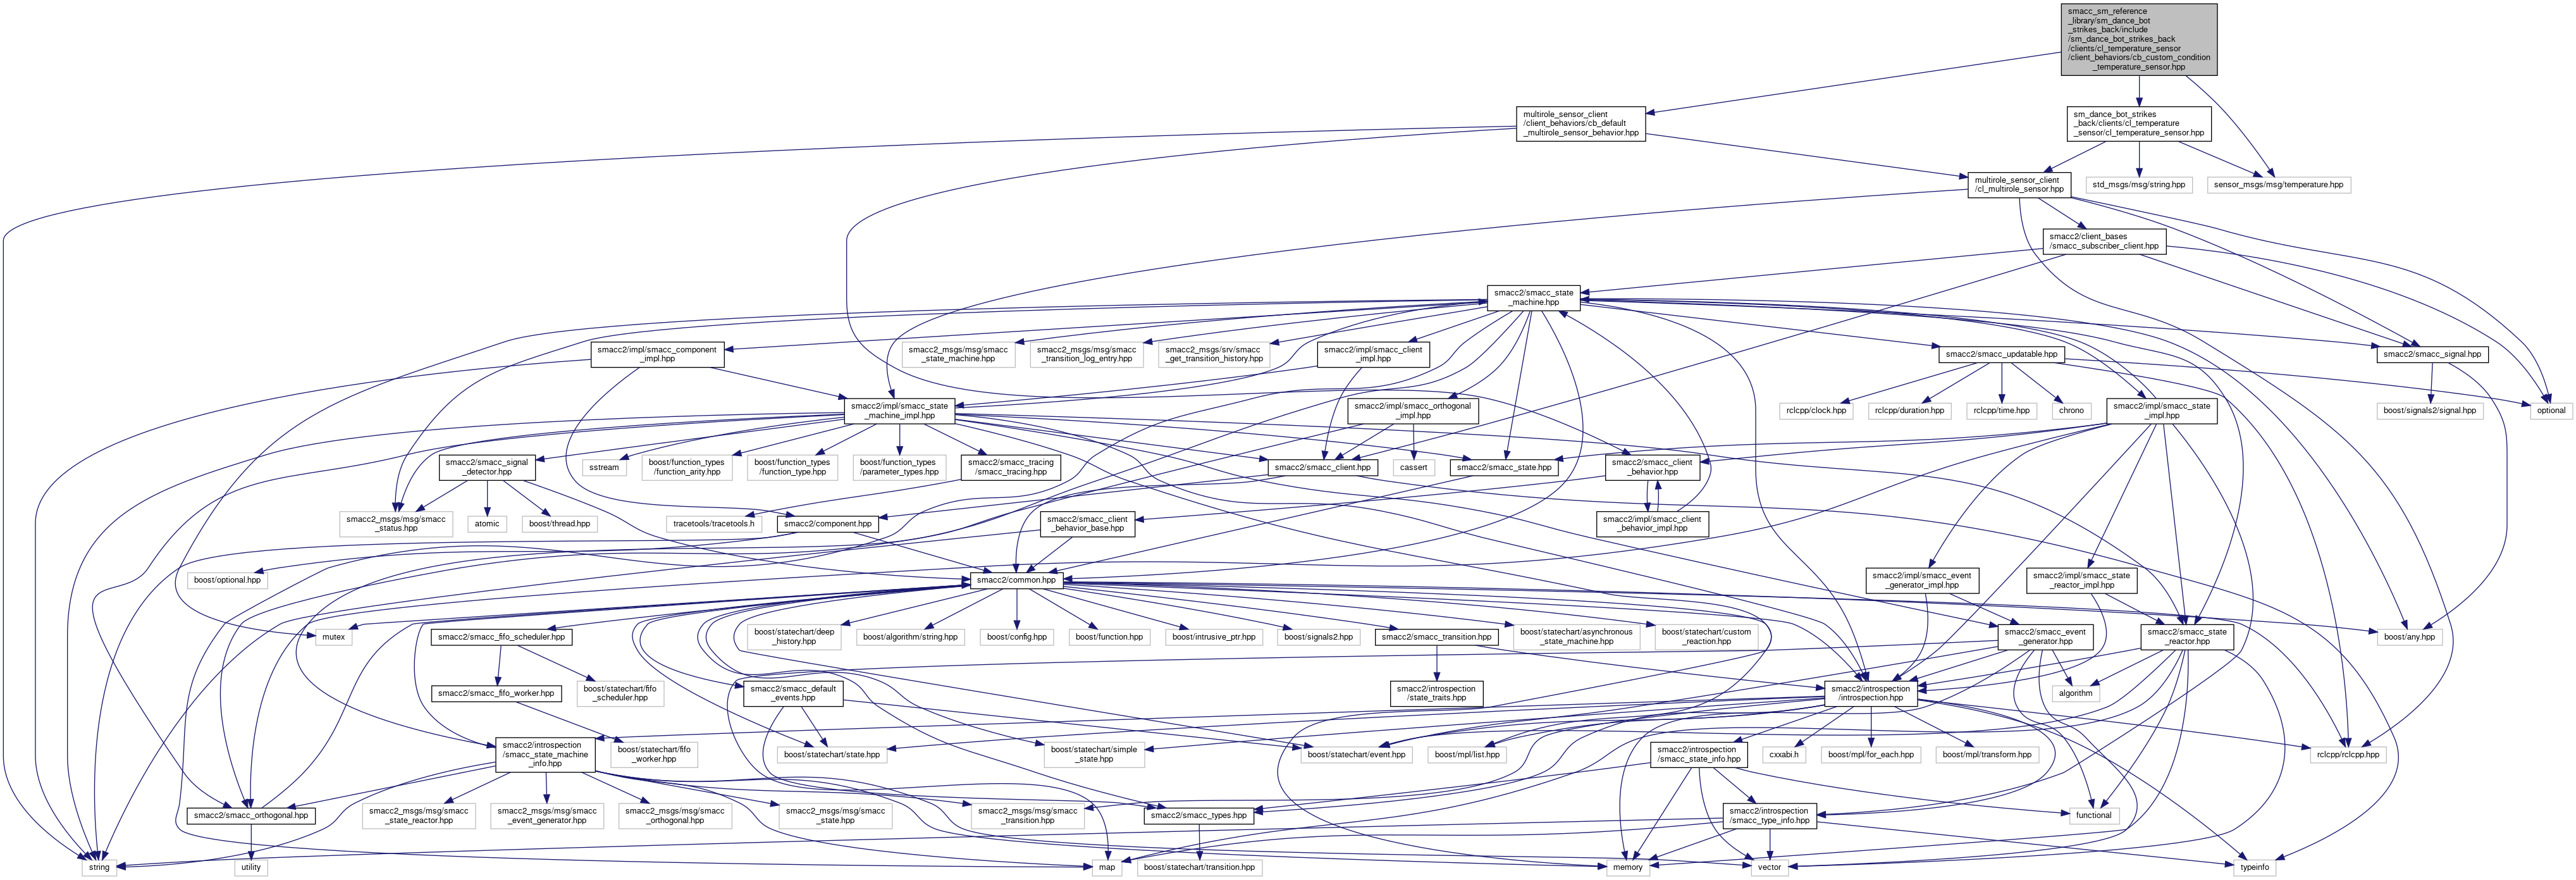 smacc_sm_reference
_library/sm_dance_bot
_strikes_back/include
/sm_dance_bot_strikes_back
/clients/cl_temperature_sensor
/client_behaviors/cb_custom_condition
_temperature_sensor.hpp
multirole_sensor_client
/client_behaviors/cb_default
_multirole_sensor_behavior.hpp
sm_dance_bot_strikes
_back/clients/cl_temperature
_sensor/cl_temperature_sensor.hpp
multirole_sensor_client
/cl_multirole_sensor.hpp
std_msgs/msg/string.hpp
sensor_msgs/msg/temperature.hpp
smacc2/client_bases
/smacc_subscriber_client.hpp
smacc2/smacc_state
_machine.hpp
smacc2/impl/smacc_component
_impl.hpp
smacc2_msgs/msg/smacc
_state_machine.hpp
smacc2_msgs/msg/smacc
_transition_log_entry.hpp
smacc2_msgs/srv/smacc
_get_transition_history.hpp
smacc2/impl/smacc_client
_impl.hpp
smacc2/smacc_updatable.hpp
smacc2/smacc_signal.hpp
smacc2/impl/smacc_state
_machine_impl.hpp
smacc2/impl/smacc_orthogonal
_impl.hpp
rclcpp/clock.hpp
rclcpp/duration.hpp
rclcpp/time.hpp
chrono
smacc2/impl/smacc_state
_impl.hpp
boost/signals2/signal.hpp
optional
smacc2/smacc_signal
_detector.hpp
sstream
boost/function_types
/function_arity.hpp
boost/function_types
/function_type.hpp
boost/function_types
/parameter_types.hpp
smacc2/smacc_tracing
/smacc_tracing.hpp
smacc2/smacc_client.hpp
cassert
smacc2/smacc_state.hpp
smacc2/smacc_client
_behavior.hpp
smacc2_msgs/msg/smacc
_status.hpp
atomic
boost/thread.hpp
tracetools/tracetools.h
smacc2/component.hpp
smacc2/smacc_client
_behavior_base.hpp
smacc2/impl/smacc_client
_behavior_impl.hpp
boost/optional.hpp
smacc2/common.hpp
smacc2/impl/smacc_event
_generator_impl.hpp
smacc2/impl/smacc_state
_reactor_impl.hpp
mutex
smacc2/smacc_fifo_scheduler.hpp
boost/statechart/deep
_history.hpp
boost/algorithm/string.hpp
boost/config.hpp
boost/function.hpp
boost/intrusive_ptr.hpp
boost/signals2.hpp
smacc2/smacc_transition.hpp
boost/statechart/asynchronous
_state_machine.hpp
boost/statechart/custom
_reaction.hpp
smacc2/smacc_event
_generator.hpp
smacc2/smacc_state
_reactor.hpp
boost/any.hpp
smacc2/smacc_fifo_worker.hpp
boost/statechart/fifo
_scheduler.hpp
smacc2/smacc_default
_events.hpp
smacc2/introspection
/state_traits.hpp
smacc2/introspection
/introspection.hpp
algorithm
smacc2/introspection
/smacc_state_machine
_info.hpp
boost/statechart/fifo
_worker.hpp
boost/statechart/state.hpp
boost/statechart/simple
_state.hpp
boost/statechart/event.hpp
boost/mpl/list.hpp
smacc2/introspection
/smacc_state_info.hpp
cxxabi.h
boost/mpl/for_each.hpp
boost/mpl/transform.hpp
rclcpp/rclcpp.hpp
smacc2/smacc_orthogonal.hpp
smacc2_msgs/msg/smacc
_state_reactor.hpp
smacc2_msgs/msg/smacc
_event_generator.hpp
smacc2_msgs/msg/smacc
_orthogonal.hpp
smacc2_msgs/msg/smacc
_state.hpp
smacc2_msgs/msg/smacc
_transition.hpp
smacc2/smacc_types.hpp
smacc2/introspection
/smacc_type_info.hpp
functional
string
utility
map
boost/statechart/transition.hpp
memory
vector
typeinfo